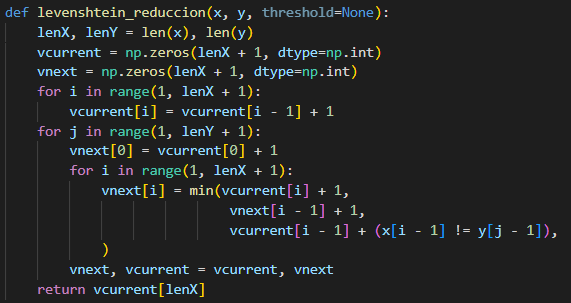 def levenshtein_reduccion(x, y, threshold=None):
    lenX, lenY = len(x), len(y)
    vcurrent = np.zeros(lenX + 1, dtype=np.int)
    vnext = np.zeros(lenX + 1, dtype=np.int)
    for i in range(1, lenX + 1):
        vcurrent[i] = vcurrent[i - 1] + 1
    for j in range(1, lenY + 1):
        vnext[0] = vcurrent[0] + 1
        for i in range(1, lenX + 1):
            vnext[i] = min(vcurrent[i] + 1,
                           vnext[i - 1] + 1,
                           vcurrent[i - 1] + (x[i - 1] != y[j - 1]),
            )
        vnext, vcurrent = vcurrent, vnext
    return vcurrent[lenX]